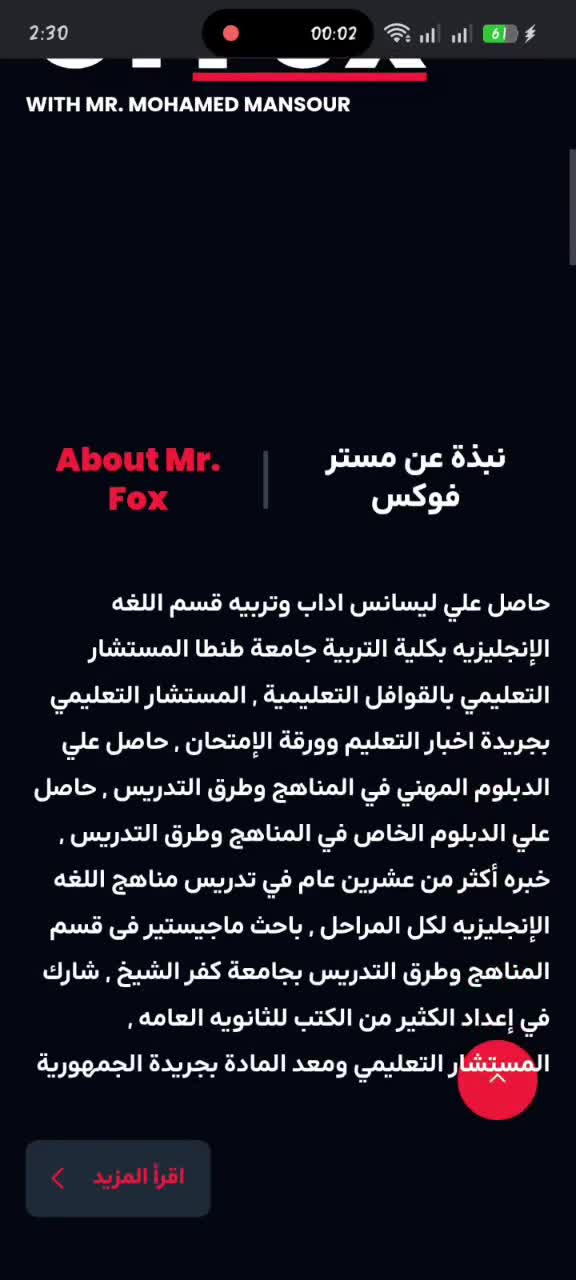 2:30
00:02
61
WITH MR. MOHAMED MANSOUR
About Mr.
Fox
نبذة عن مستر
فوكس
حاصل علي ليسانس اداب وتربيه قسم اللغه
الإنجليزيه بكلية التربية جامعة طنطا المستشار
التعليمي بالقوافل التعليمية , المستشار التعليمي
بجريدة اخبار التعليم وورقة الإمتحان , حاصل علي
الدبلوم المهني في المناهج وطرق التدريس , حاصل
علي الدبلوم الخاص في المناهج وطرق التدريس ,
خبره أكثر من عشرين عام في تدريس مناهج اللغه
الإنجليزيه لكل المراحل , باحث ماجيستير فى قسم
المناهج وطرق التدريس بجامعة كفر الشيخ , شارك
في إعداد الكثير من الكتب للثانويه العامه ,
المستشار التعليمي ومعد المادة بجريدة الجمهورية
اقرأ المزيد